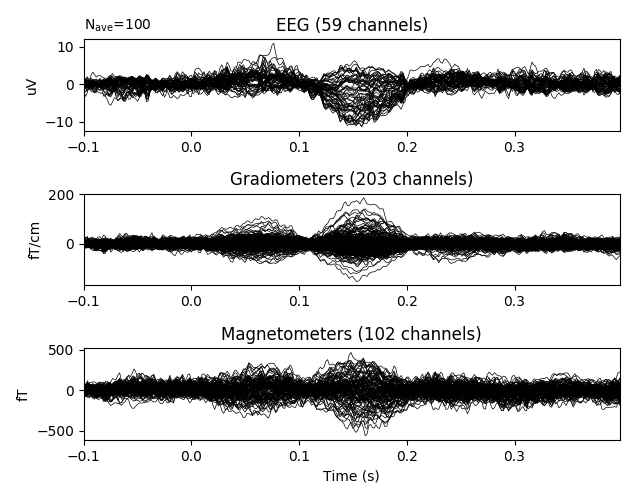 N_ave=100
EEG (59 channels)
10
0
−10
uV
−0.1 0.0 0.1 0.2 0.3
Gradiometers (203 channels)
200
0
fT/cm
−0.1 0.0 0.1 0.2 0.3
Magnetometers (102 channels)
500
0
−500
fT
−0.1 0.0 0.1 0.2 0.3
Time (s)